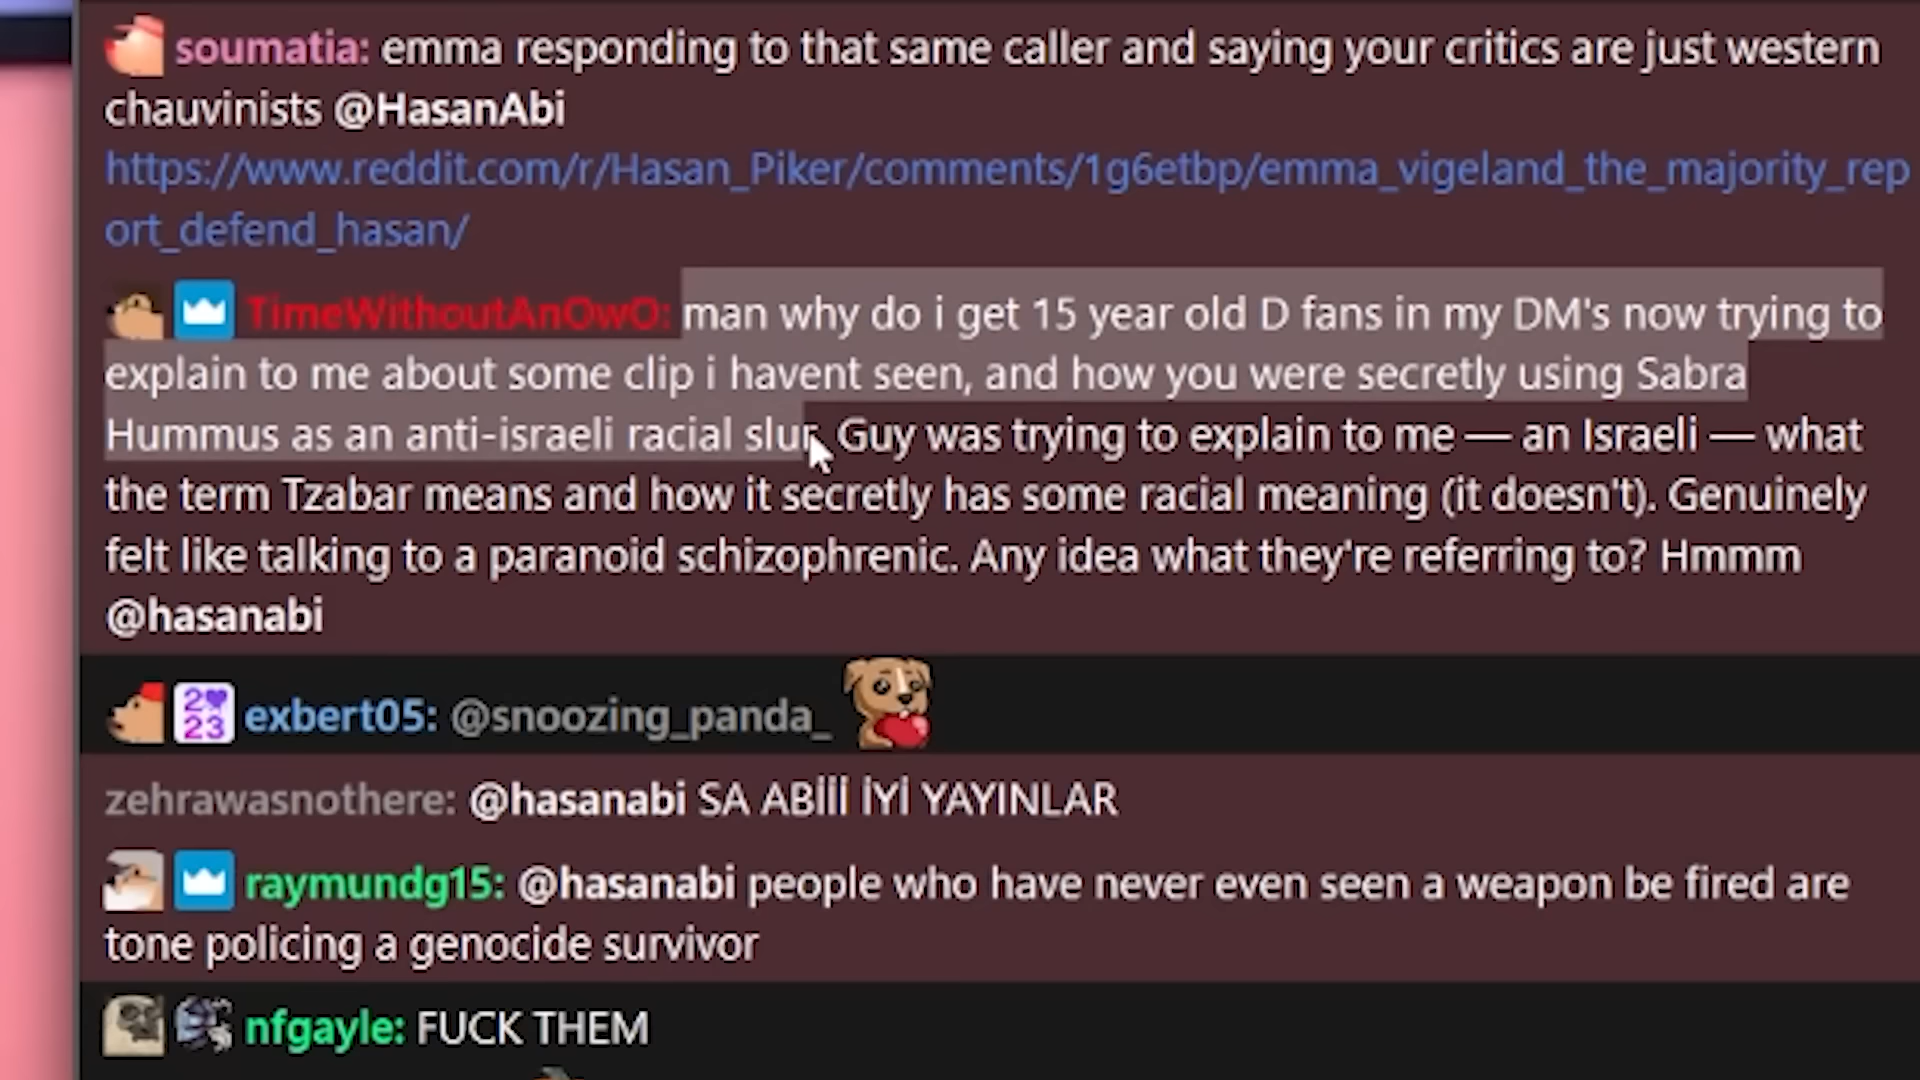 soumatia: emma responding to that same caller and saying your critics are just western
chauvinists @HasanAbi
https://www.reddit.com/r/Hasan_Piker/comments/1g6etbp/emma_vigeland_the_majority_rep
ort_defend_hasan/
TimeWithoutAnOwO: man why do i get 15 year old D fans in my DM's now trying to
explain to me about some clip i havent seen, and how you were secretly using Sabra
Hummus as an anti-israeli racial slur. Guy was trying to explain to me — an Israeli — what
the term Tzabar means and how it secretly has some racial meaning (it doesn't). Genuinely
felt like talking to a paranoid schizophrenic. Any idea what they're referring to? Hmmm
@hasanabi
2023 exbert05: @snoozing_panda_
zehrawasnothere: @hasanabi SA ABİİİ İYİ YAYINLAR
raymundg15: @hasanabi people who have never even seen a weapon be fired are
tone policing a genocide survivor
nfgayle: FUCK THEM